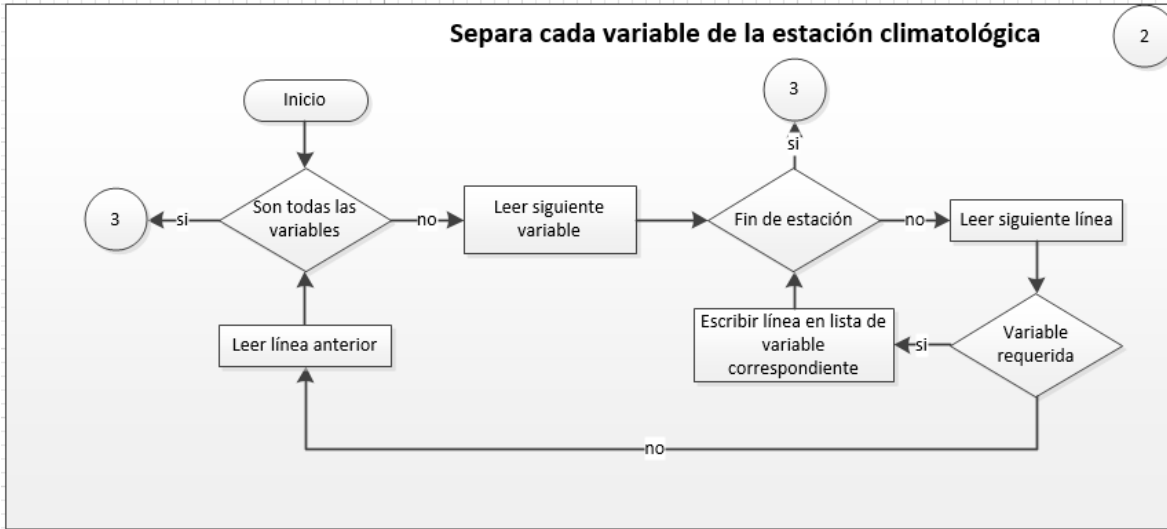 Separa cada variable de la estación climatológica
2
Inicio
3
3
si
Son todas las
variables
si
no
Leer siguiente
variable
Fin de estación
no
Leer siguiente línea
Leer línea anterior
Escribir línea en lista de
variable
correspondiente
si
Variable
requerida
no